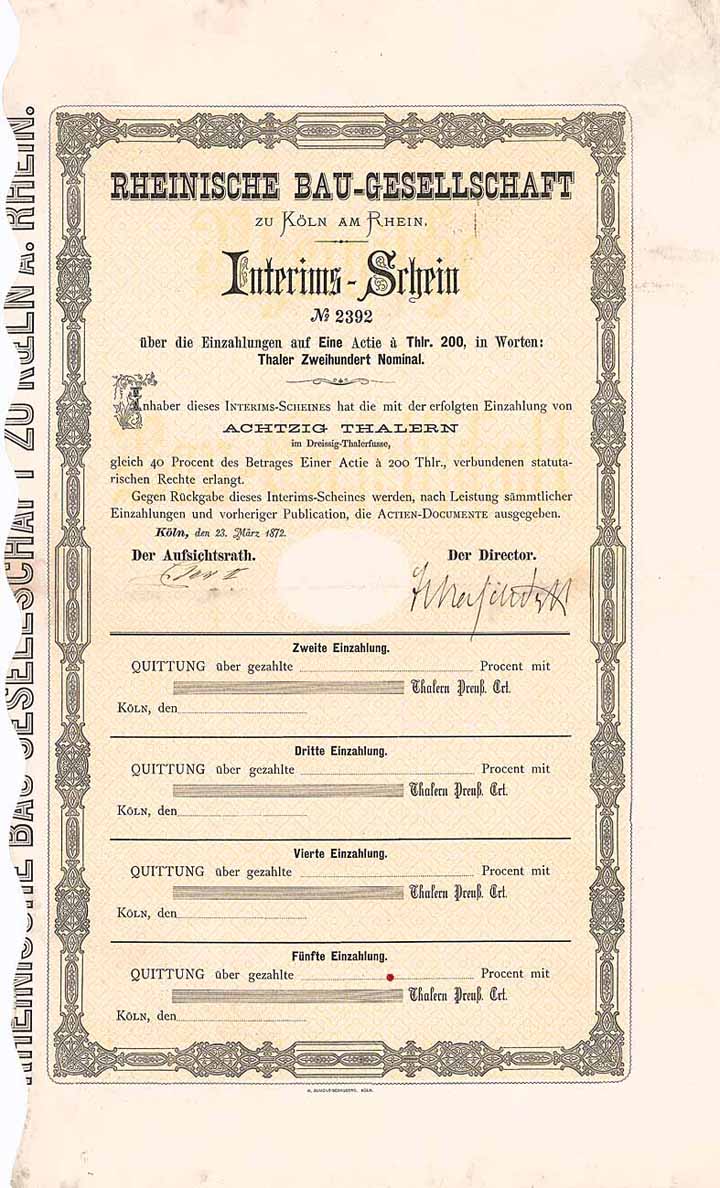 RHEINISCHE BAU-GESELLSCHAFT
ZU KÖLN AM RHEIN.
Interims-Schein
№ 2392
über die Einzahlungen auf Eine Actie à Thlr. 200, in Worten:
Thaler Zweihundert Nominal.
Inhaber dieses INTERIMS-SCHEINES hat die mit der erfolgten Einzahlung von
ACHTZIG THALERN
im Dreissig-Thalerfusse,
gleich 40 Procent des Betrages Einer Actie à 200 Thlr., verbundenen statuta-
rischen Rechte erlangt.
Gegen Rückgabe dieses Interims-Scheines werden, nach Leistung sämmtlicher
Einzahlungen und vorheriger Publication, die ACTIEN-DOCUMENTE ausgegeben.
Köln, den 23. März 1872.
Der Aufsichtsrath. Der Director.
Zweite Einzahlung.
QUITTUNG über gezahlte Procent mit
Thalern Preuß. Crt.
KÖLN, den
Dritte Einzahlung.
QUITTUNG über gezahlte Procent mit
Thalern Preuß. Crt.
KÖLN, den
Vierte Einzahlung.
QUITTUNG über gezahlte Procent mit
Thalern Preuß. Crt.
KÖLN, den
Fünfte Einzahlung.
QUITTUNG über gezahlte Procent mit
Thalern Preuß. Crt.
KÖLN, den
RHEINISCHE BAU GESELLSCHAFT ZU KOELN A. RHEIN.